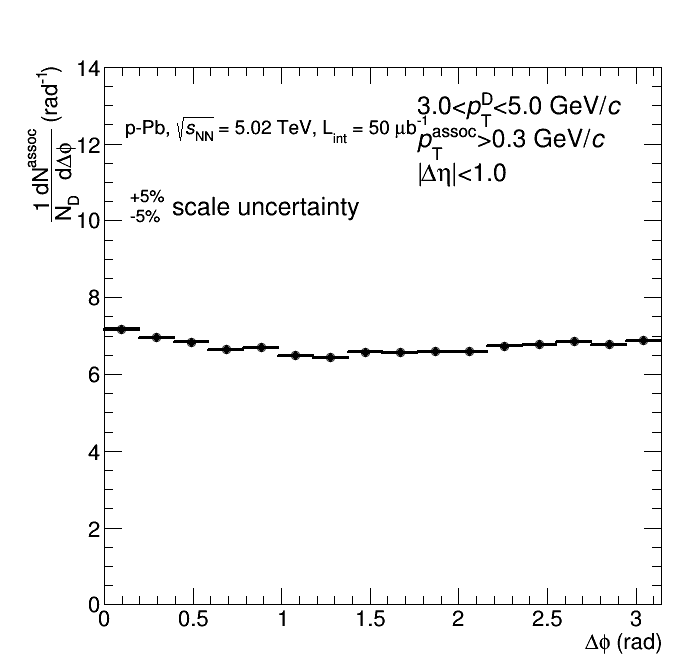 14
12
10
8
6
4
2
0
1 dN^assoc
N_D dΔϕ (rad⁻¹)
3.0<p_T^D<5.0 GeV/c
p-Pb, √s_NN = 5.02 TeV, L_int = 50 μb⁻¹
p_T^assoc>0.3 GeV/c
|Δη|<1.0
+5%
-5% scale uncertainty
0 0.5 1 1.5 2 2.5 3
Δϕ (rad)